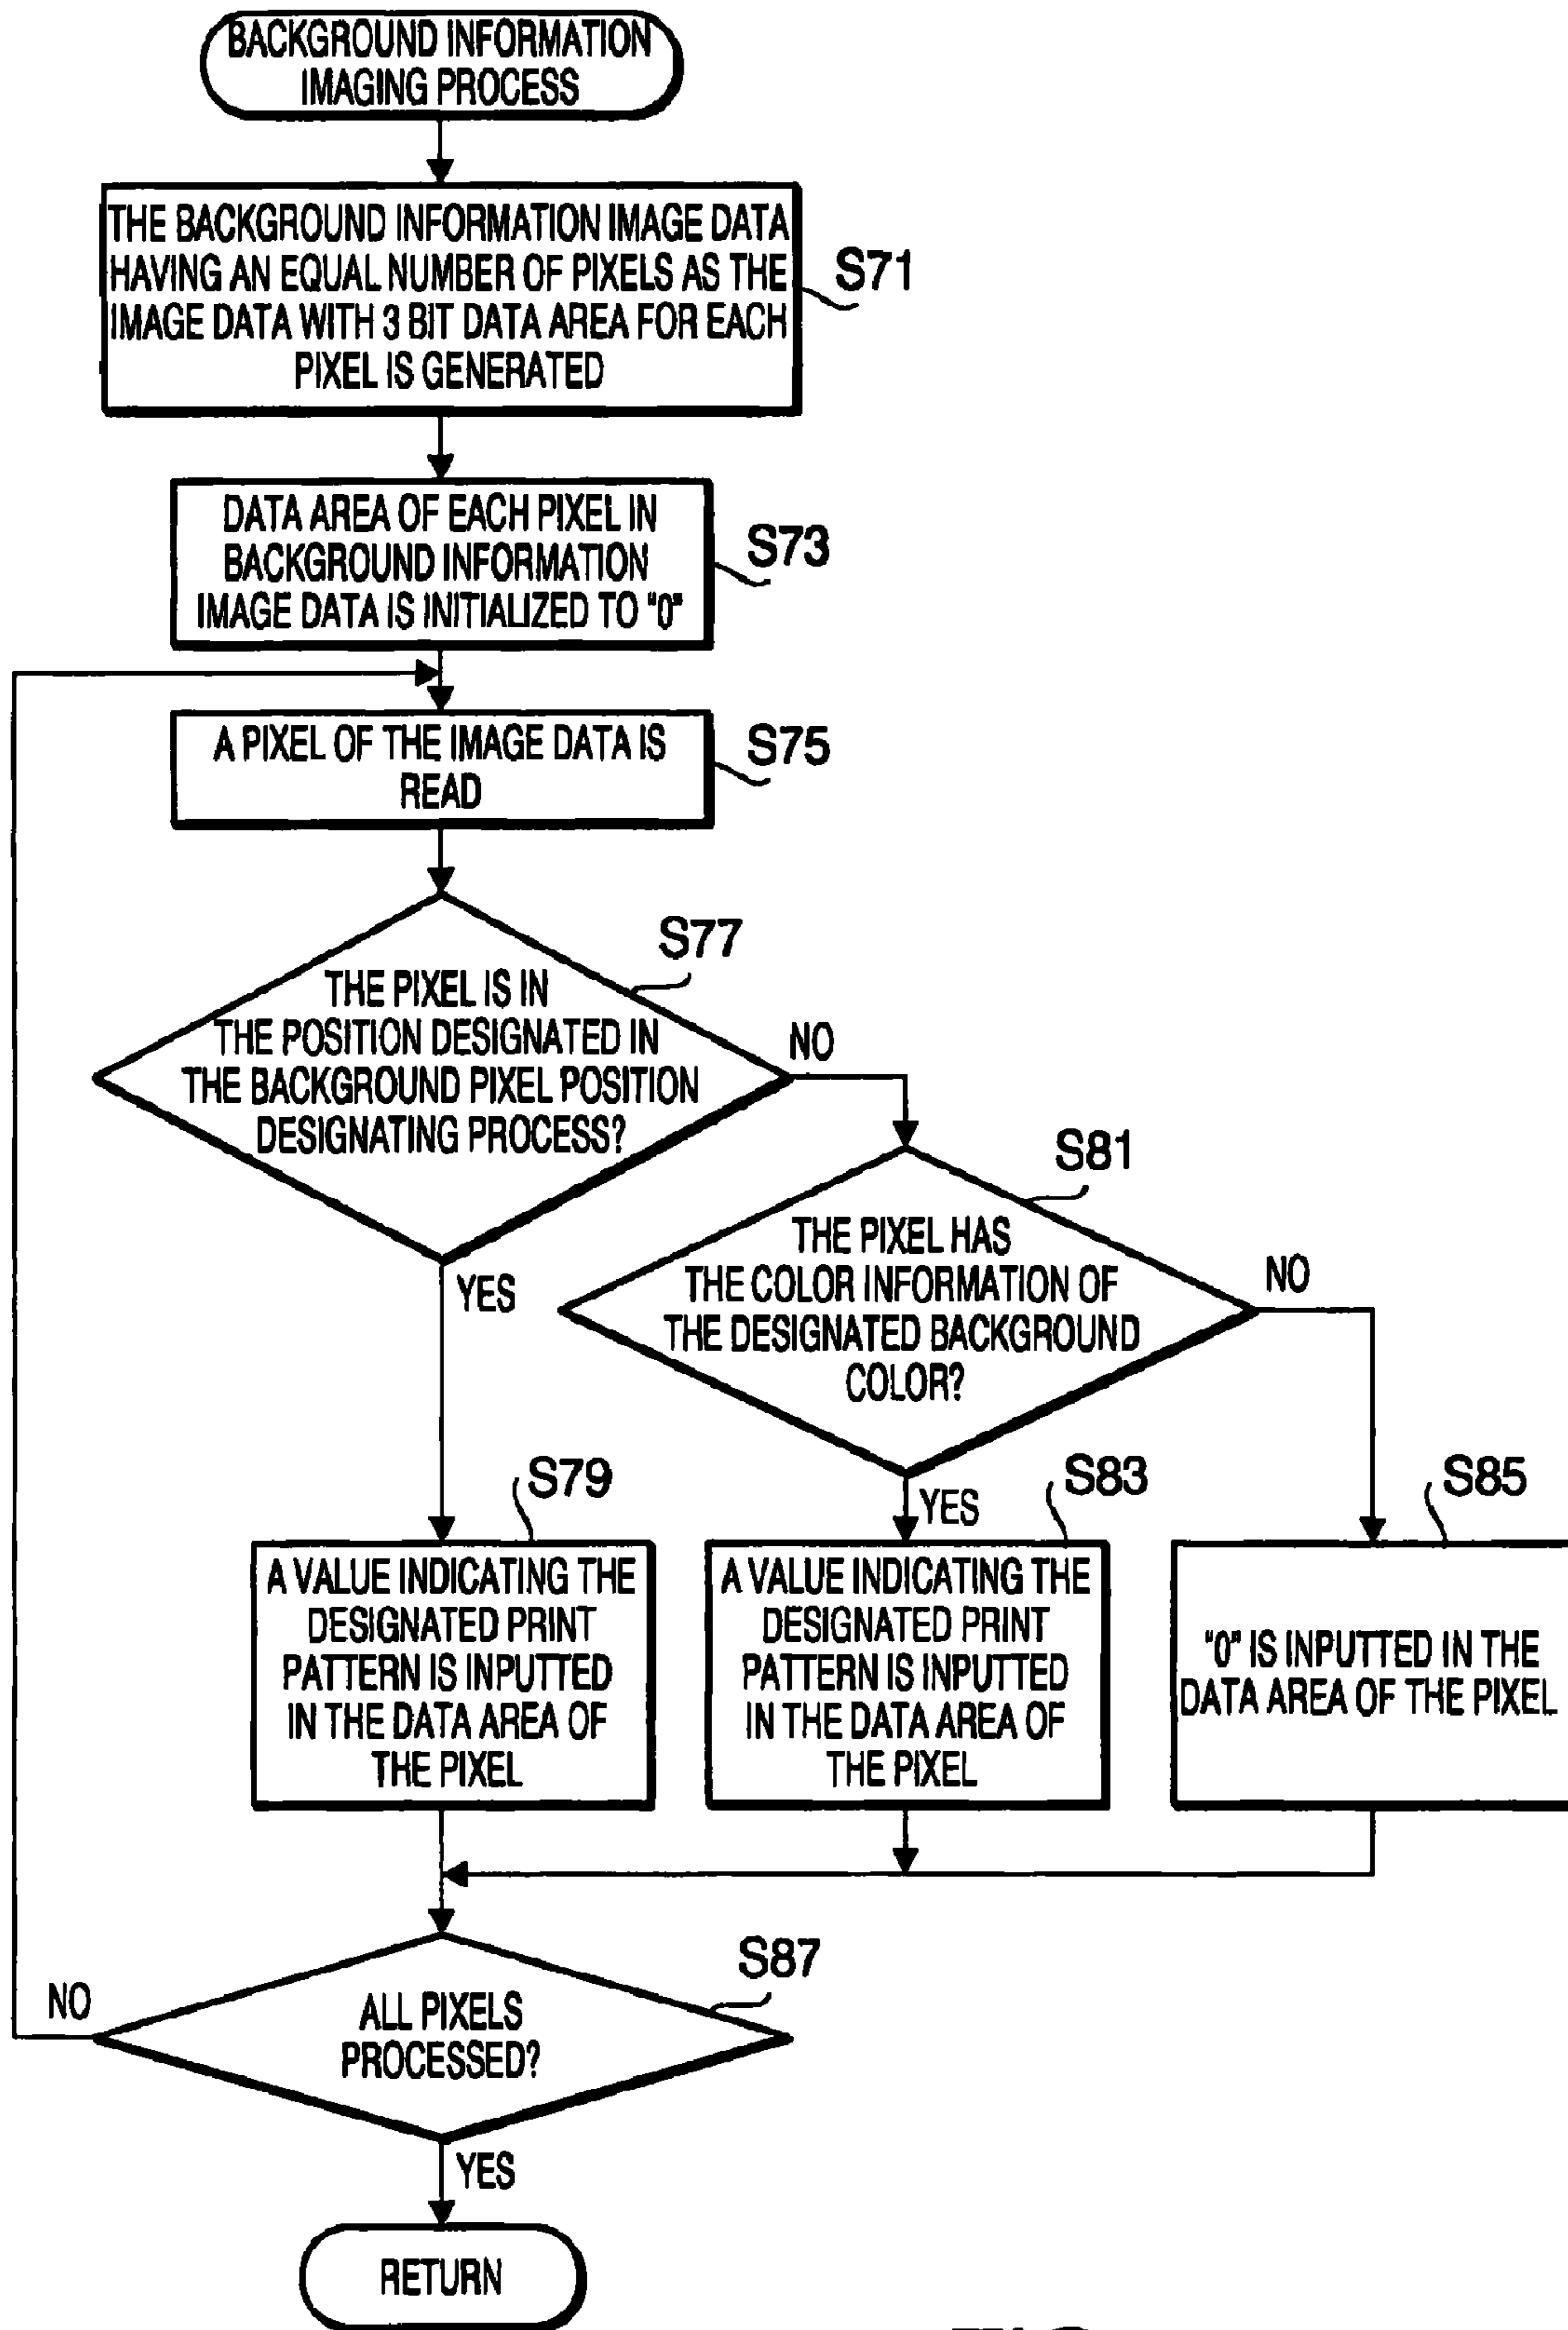 BACKGROUND INFORMATION
IMAGING PROCESS
THE BACKGROUND INFORMATION IMAGE DATA
HAVING AN EQUAL NUMBER OF PIXELS AS THE
IMAGE DATA WITH 3 BIT DATA AREA FOR EACH
PIXEL IS GENERATED
S71
DATA AREA OF EACH PIXEL IN
BACKGROUND INFORMATION
IMAGE DATA IS INITIALIZED TO "0"
S73
A PIXEL OF THE IMAGE DATA IS
READ
S75
S77
THE PIXEL IS IN
THE POSITION DESIGNATED IN
THE BACKGROUND PIXEL POSITION
DESIGNATING PROCESS?
NO
YES
S81
THE PIXEL HAS
THE COLOR INFORMATION OF
THE DESIGNATED BACKGROUND
COLOR?
NO
YES
S79
A VALUE INDICATING THE
DESIGNATED PRINT
PATTERN IS INPUTTED
IN THE DATA AREA OF
THE PIXEL
S83
A VALUE INDICATING THE
DESIGNATED PRINT
PATTERN IS INPUTTED
IN THE DATA AREA OF
THE PIXEL
S85
"0" IS INPUTTED IN THE
DATA AREA OF THE PIXEL
S87
ALL PIXELS
PROCESSED?
NO
YES
RETURN